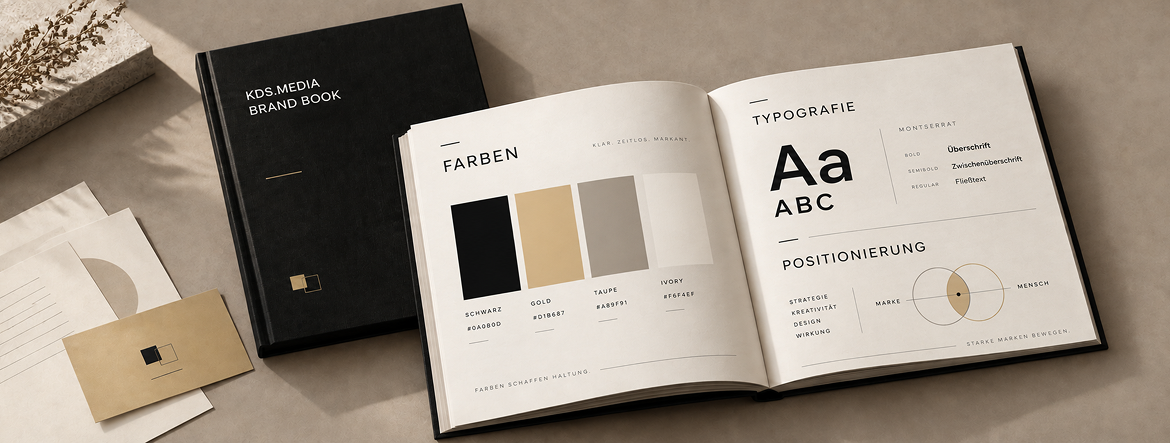 KDS.MEDIA
BRAND BOOK
FARBEN
KLAR. ZEITLOS. MARKANT.
SCHWARZ
#0A0B0D
GOLD
#D1B687
TAUPE
#A89F91
IVORY
#F6F4EF
FARBEN SCHAFFEN HALTUNG
TYPOGRAFIE
Aa
ABC
MONTSERRAT
BOLD Überschrift
SEMIBOLD Zwischenüberschrift
REGULAR Fließtext
POSITIONIERUNG
STRATEGIE
KREATIVITÄT
DESIGN
WIRKUNG
MARKE
MENSCH
STARKE MARKEN BEWEGEN.